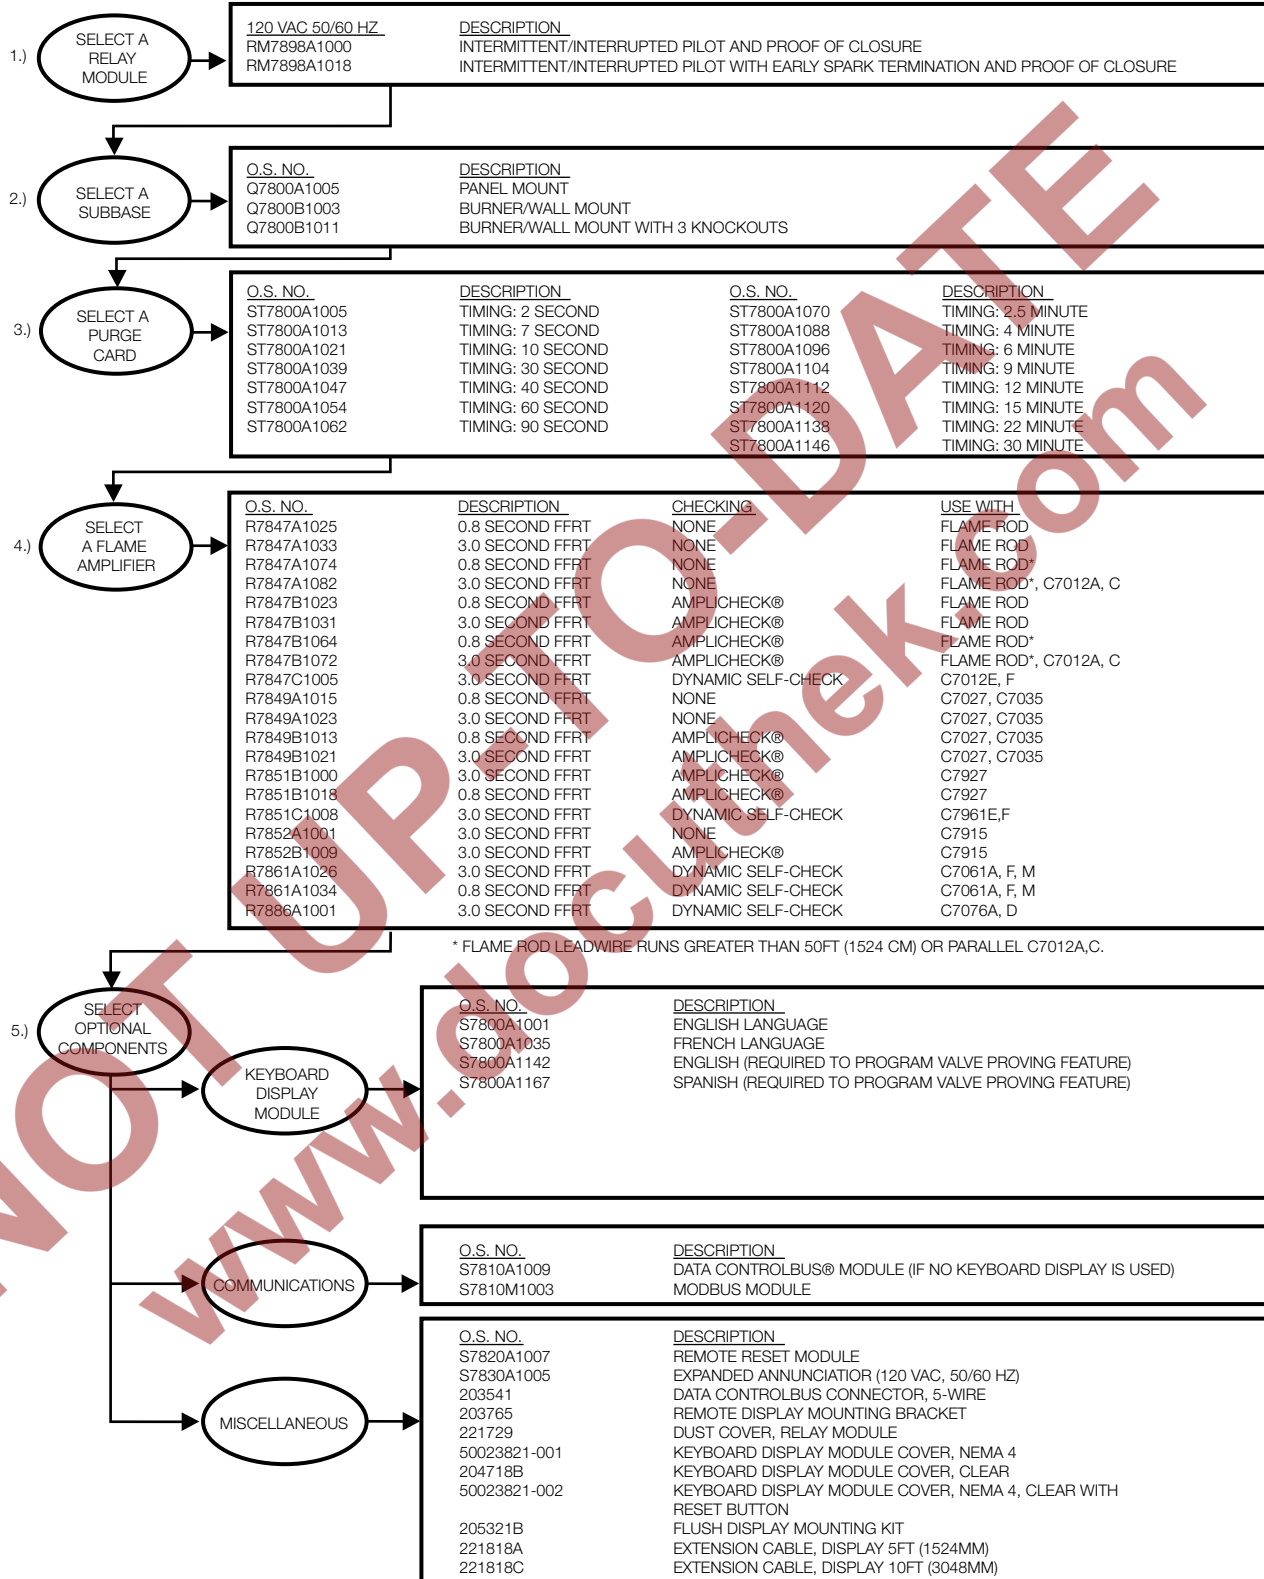 1.)
SELECT A
RELAY
MODULE
120 VAC 50/60 HZ DESCRIPTION
RM7898A1000 INTERMITTENT/INTERRUPTED PILOT AND PROOF OF CLOSURE
RM7898A1018 INTERMITTENT/INTERRUPTED PILOT WITH EARLY SPARK TERMINATION AND PROOF OF CLOSURE
2.)
SELECT A
SUBBASE
O.S. NO. DESCRIPTION
Q7800A1005 PANEL MOUNT
Q7800B1003 BURNER/WALL MOUNT
Q7800B1011 BURNER/WALL MOUNT WITH 3 KNOCKOUTS
3.)
SELECT A
PURGE
CARD
O.S. NO. DESCRIPTION O.S. NO. DESCRIPTION
ST7800A1005 TIMING: 2 SECOND ST7800A1070 TIMING: 2.5 MINUTE
ST7800A1013 TIMING: 7 SECOND ST7800A1088 TIMING: 4 MINUTE
ST7800A1021 TIMING: 10 SECOND ST7800A1096 TIMING: 6 MINUTE
ST7800A1039 TIMING: 30 SECOND ST7800A1104 TIMING: 9 MINUTE
ST7800A1047 TIMING: 40 SECOND ST7800A1112 TIMING: 12 MINUTE
ST7800A1054 TIMING: 60 SECOND ST7800A1120 TIMING: 15 MINUTE
ST7800A1062 TIMING: 90 SECOND ST7800A1138 TIMING: 22 MINUTE
ST7800A1146 TIMING: 30 MINUTE
4.)
SELECT
A FLAME
AMPLIFIER
O.S. NO. DESCRIPTION CHECKING USE WITH
R7847A1025 0.8 SECOND FFRT NONE FLAME ROD
R7847A1033 3.0 SECOND FFRT NONE FLAME ROD
R7847A1074 0.8 SECOND FFRT NONE FLAME ROD*
R7847A1082 3.0 SECOND FFRT NONE FLAME ROD*, C7012A, C
R7847B1023 0.8 SECOND FFRT AMPLICHECK® FLAME ROD
R7847B1031 3.0 SECOND FFRT AMPLICHECK® FLAME ROD
R7847B1064 0.8 SECOND FFRT AMPLICHECK® FLAME ROD*
R7847B1072 3.0 SECOND FFRT AMPLICHECK® FLAME ROD*, C7012A, C
R7847C1005 3.0 SECOND FFRT DYNAMIC SELF-CHECK C7012E, F
R7849A1015 0.8 SECOND FFRT NONE C7027, C7035
R7849A1023 3.0 SECOND FFRT NONE C7027, C7035
R7849B1013 0.8 SECOND FFRT AMPLICHECK® C7027, C7035
R7849B1021 3.0 SECOND FFRT AMPLICHECK® C7027, C7035
R7851B1000 3.0 SECOND FFRT AMPLICHECK® C7927
R7851B1018 0.8 SECOND FFRT AMPLICHECK® C7927
R7851C1008 3.0 SECOND FFRT DYNAMIC SELF-CHECK C7961E,F
R7852A1001 3.0 SECOND FFRT NONE C7915
R7852B1009 3.0 SECOND FFRT AMPLICHECK® C7915
R7861A1026 3.0 SECOND FFRT DYNAMIC SELF-CHECK C7061A, F, M
R7861A1034 0.8 SECOND FFRT DYNAMIC SELF-CHECK C7061A, F, M
R7886A1001 3.0 SECOND FFRT DYNAMIC SELF-CHECK C7076A, D
* FLAME ROD LEADWIRE RUNS GREATER THAN 50FT (1524 CM) OR PARALLEL C7012A,C.
5.)
SELECT
OPTIONAL
COMPONENTS
KEYBOARD
DISPLAY
MODULE
O.S. NO. DESCRIPTION
S7800A1001 ENGLISH LANGUAGE
S7800A1035 FRENCH LANGUAGE
S7800A1142 ENGLISH (REQUIRED TO PROGRAM VALVE PROVING FEATURE)
S7800A1167 SPANISH (REQUIRED TO PROGRAM VALVE PROVING FEATURE)
COMMUNICATIONS
O.S. NO. DESCRIPTION
S7810A1009 DATA CONTROLBUS® MODULE (IF NO KEYBOARD DISPLAY IS USED)
S7810M1003 MODBUS MODULE
MISCELLANEOUS
O.S. NO. DESCRIPTION
S7820A1007 REMOTE RESET MODULE
S7830A1005 EXPANDED ANNUNCIATIOR (120 VAC, 50/60 HZ)
203541 DATA CONTROLBUS CONNECTOR, 5-WIRE
203765 REMOTE DISPLAY MOUNTING BRACKET
221729 DUST COVER, RELAY MODULE
50023821-001 KEYBOARD DISPLAY MODULE COVER, NEMA 4
204718B KEYBOARD DISPLAY MODULE COVER, CLEAR
50023821-002 KEYBOARD DISPLAY MODULE COVER, NEMA 4, CLEAR WITH
RESET BUTTON
205321B FLUSH DISPLAY MOUNTING KIT
221818A EXTENSION CABLE, DISPLAY 5FT (1524MM)
221818C EXTENSION CABLE, DISPLAY 10FT (3048MM)
NOT UP-TO-DATE
www.docuthek.com